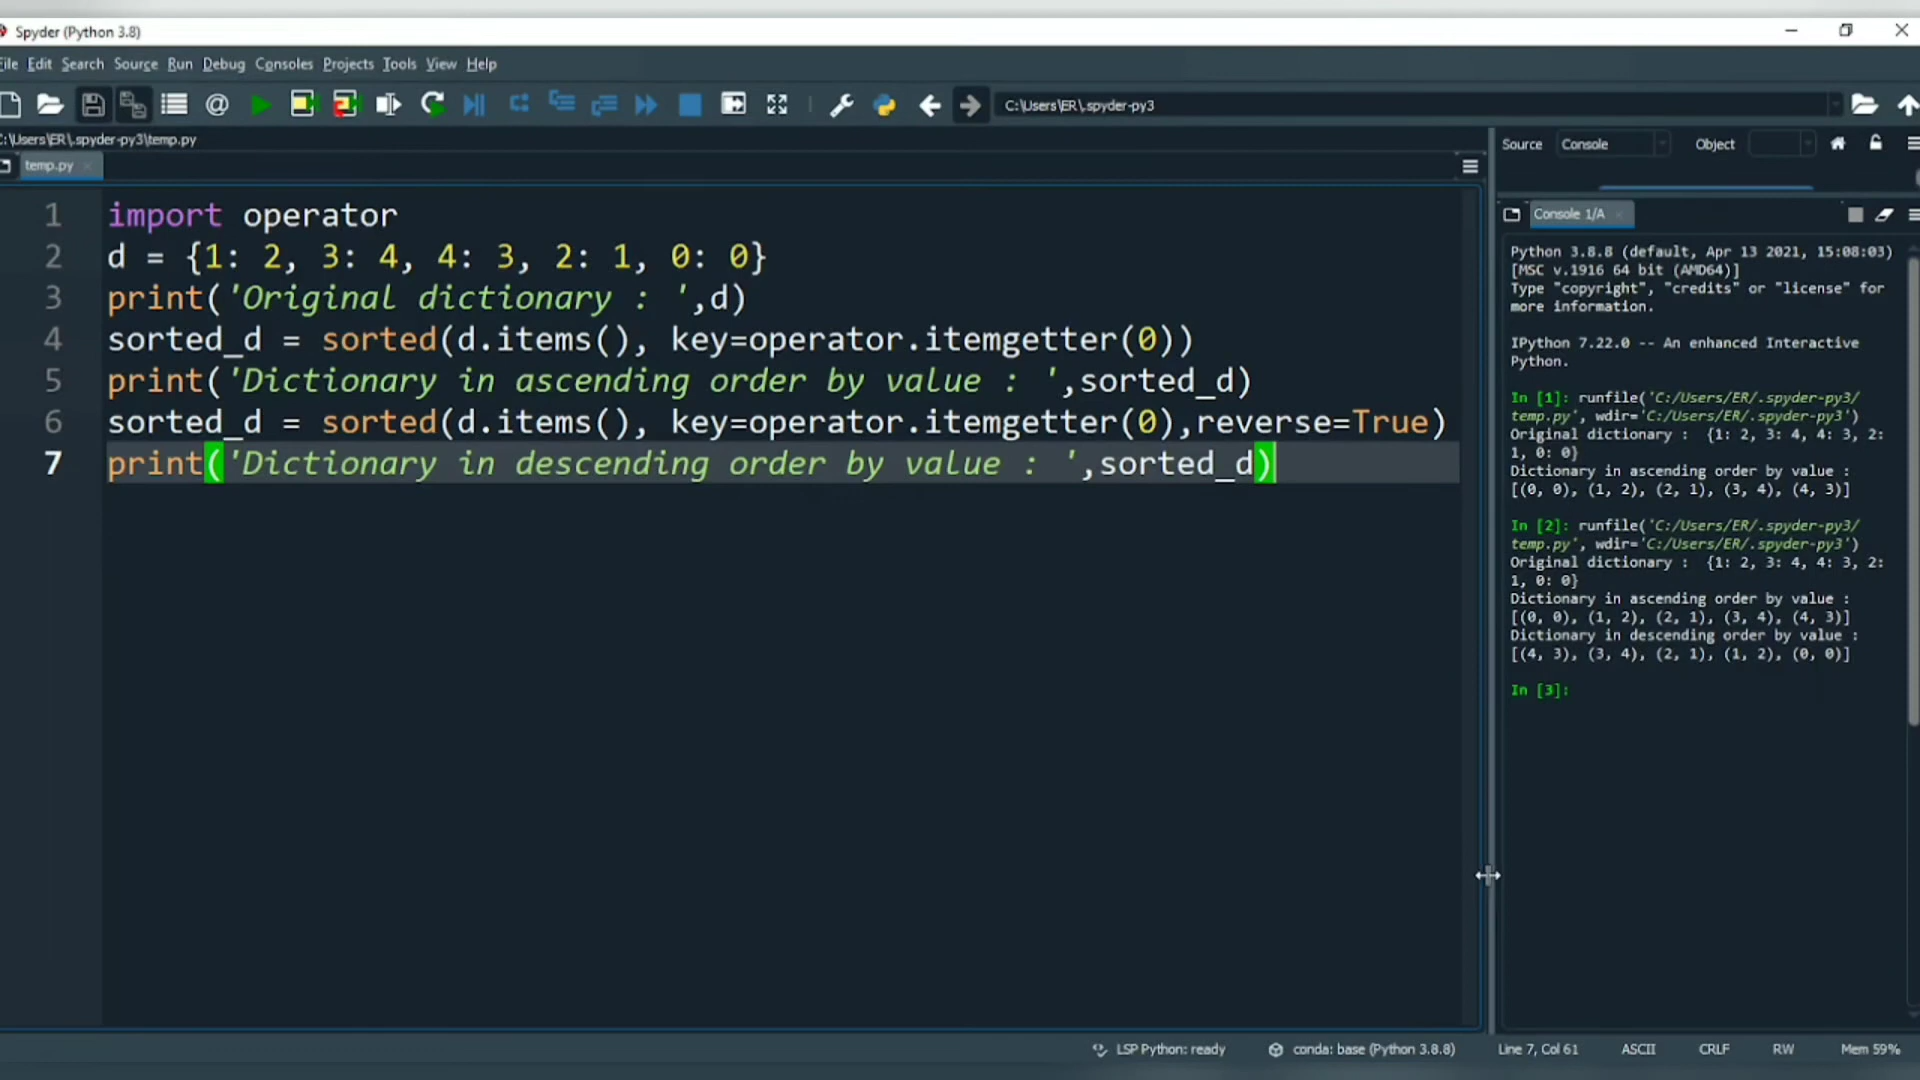 Spyder (Python 3.8)
ile Edit Search Source Run Debug Consoles Projects Tools View Help
@ C:\Users\ER\.spyder-py3
:\Users\ER\.spyder-py3\temp.py
temp.py
1 import operator
2 d = {1: 2, 3: 4, 4: 3, 2: 1, 0: 0}
3 print('Original dictionary : ',d)
4 sorted_d = sorted(d.items(), key=operator.itemgetter(0))
5 print('Dictionary in ascending order by value : ',sorted_d)
6 sorted_d = sorted(d.items(), key=operator.itemgetter(0),reverse=True)
7 print('Dictionary in descending order by value : ',sorted_d)
Source Console Object
Console 1/A
Python 3.8.8 (default, Apr 13 2021, 15:08:03)
[MSC v.1916 64 bit (AMD64)]
Type "copyright", "credits" or "license" for
more information.
IPython 7.22.0 -- An enhanced Interactive
Python.
In [1]: runfile('C:/Users/ER/.spyder-py3/
temp.py', wdir='C:/Users/ER/.spyder-py3')
Original dictionary :  {1: 2, 3: 4, 4: 3, 2:
1, 0: 0}
Dictionary in ascending order by value :
[(0, 0), (1, 2), (2, 1), (3, 4), (4, 3)]
In [2]: runfile('C:/Users/ER/.spyder-py3/
temp.py', wdir='C:/Users/ER/.spyder-py3')
Original dictionary :  {1: 2, 3: 4, 4: 3, 2:
1, 0: 0}
Dictionary in ascending order by value :
[(0, 0), (1, 2), (2, 1), (3, 4), (4, 3)]
Dictionary in descending order by value :
[(4, 3), (3, 4), (2, 1), (1, 2), (0, 0)]
In [3]:
LSP Python: ready conda: base (Python 3.8.8) Line 7, Col 61 ASCII CRLF RW Mem 59%